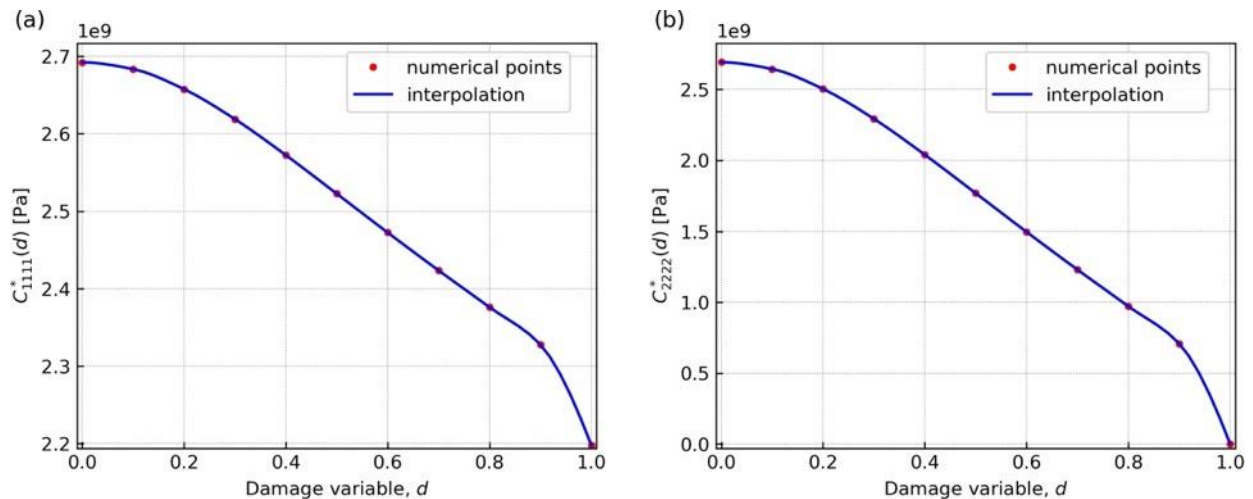 (a)
1e9
2.7
2.6
2.5
2.4
2.3
2.2
C*1111(d) [Pa]
numerical points
interpolation
0.0 0.2 0.4 0.6 0.8 1.0
Damage variable, d
(b)
1e9
2.5
2.0
1.5
1.0
0.5
0.0
C*2222(d) [Pa]
numerical points
interpolation
0.0 0.2 0.4 0.6 0.8 1.0
Damage variable, d